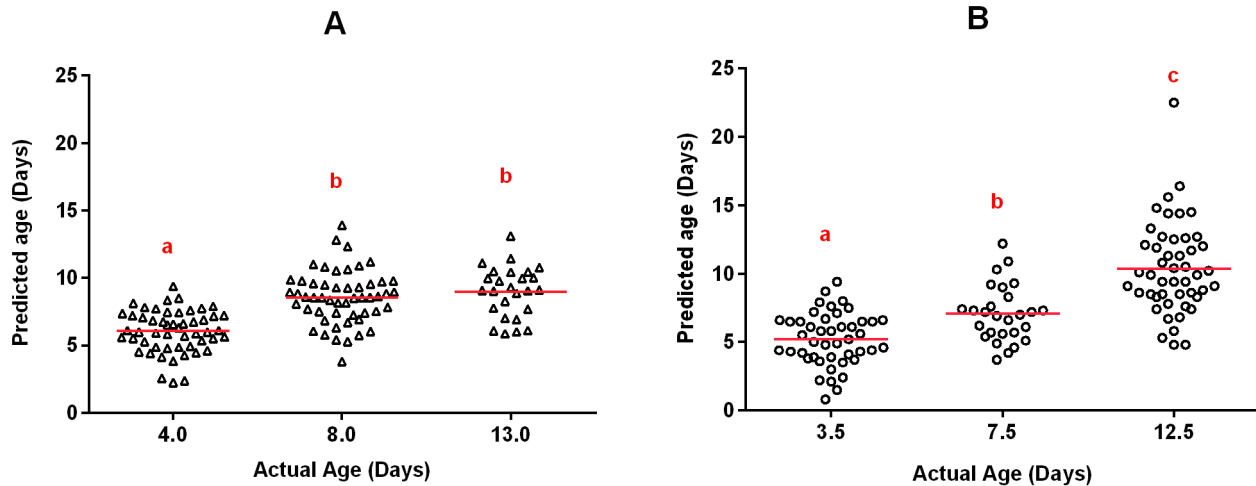 A
Predicted age (Days)
25
20
15
10
5
0
a
b
b
4.0 8.0 13.0
Actual Age (Days)
B
Predicted age (Days)
25
20
15
10
5
0
a
b
c
3.5 7.5 12.5
Actual Age (Days)